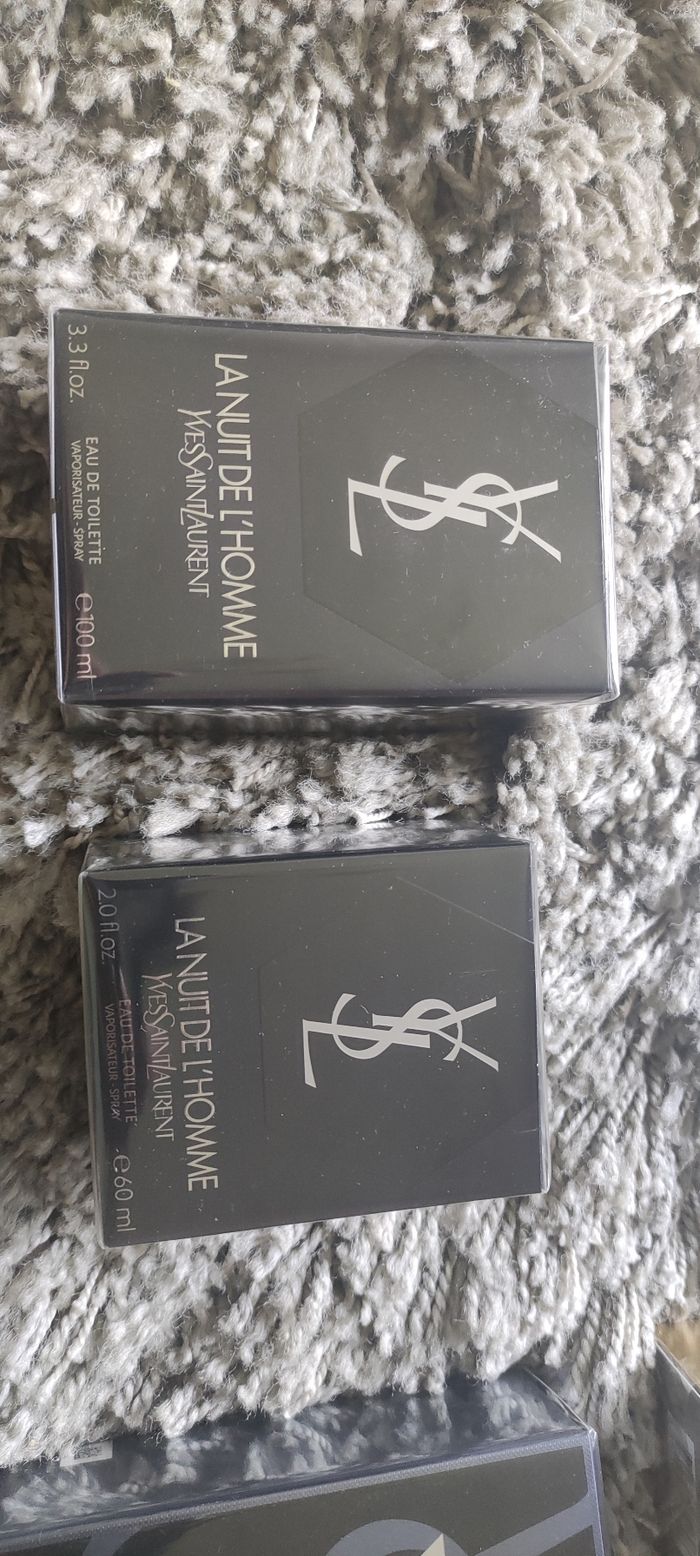 YSL
LA NUIT DE L'HOMME
YVESSAINTLAURENT
EAU DE TOILETTE
VAPORISATEUR - SPRAY
3.3 fl.oz. e 100 ml
YSL
LA NUIT DE L'HOMME
YVESSAINTLAURENT
EAU DE TOILETTE
VAPORISATEUR - SPRAY
2.0 fl.oz. e 60 ml